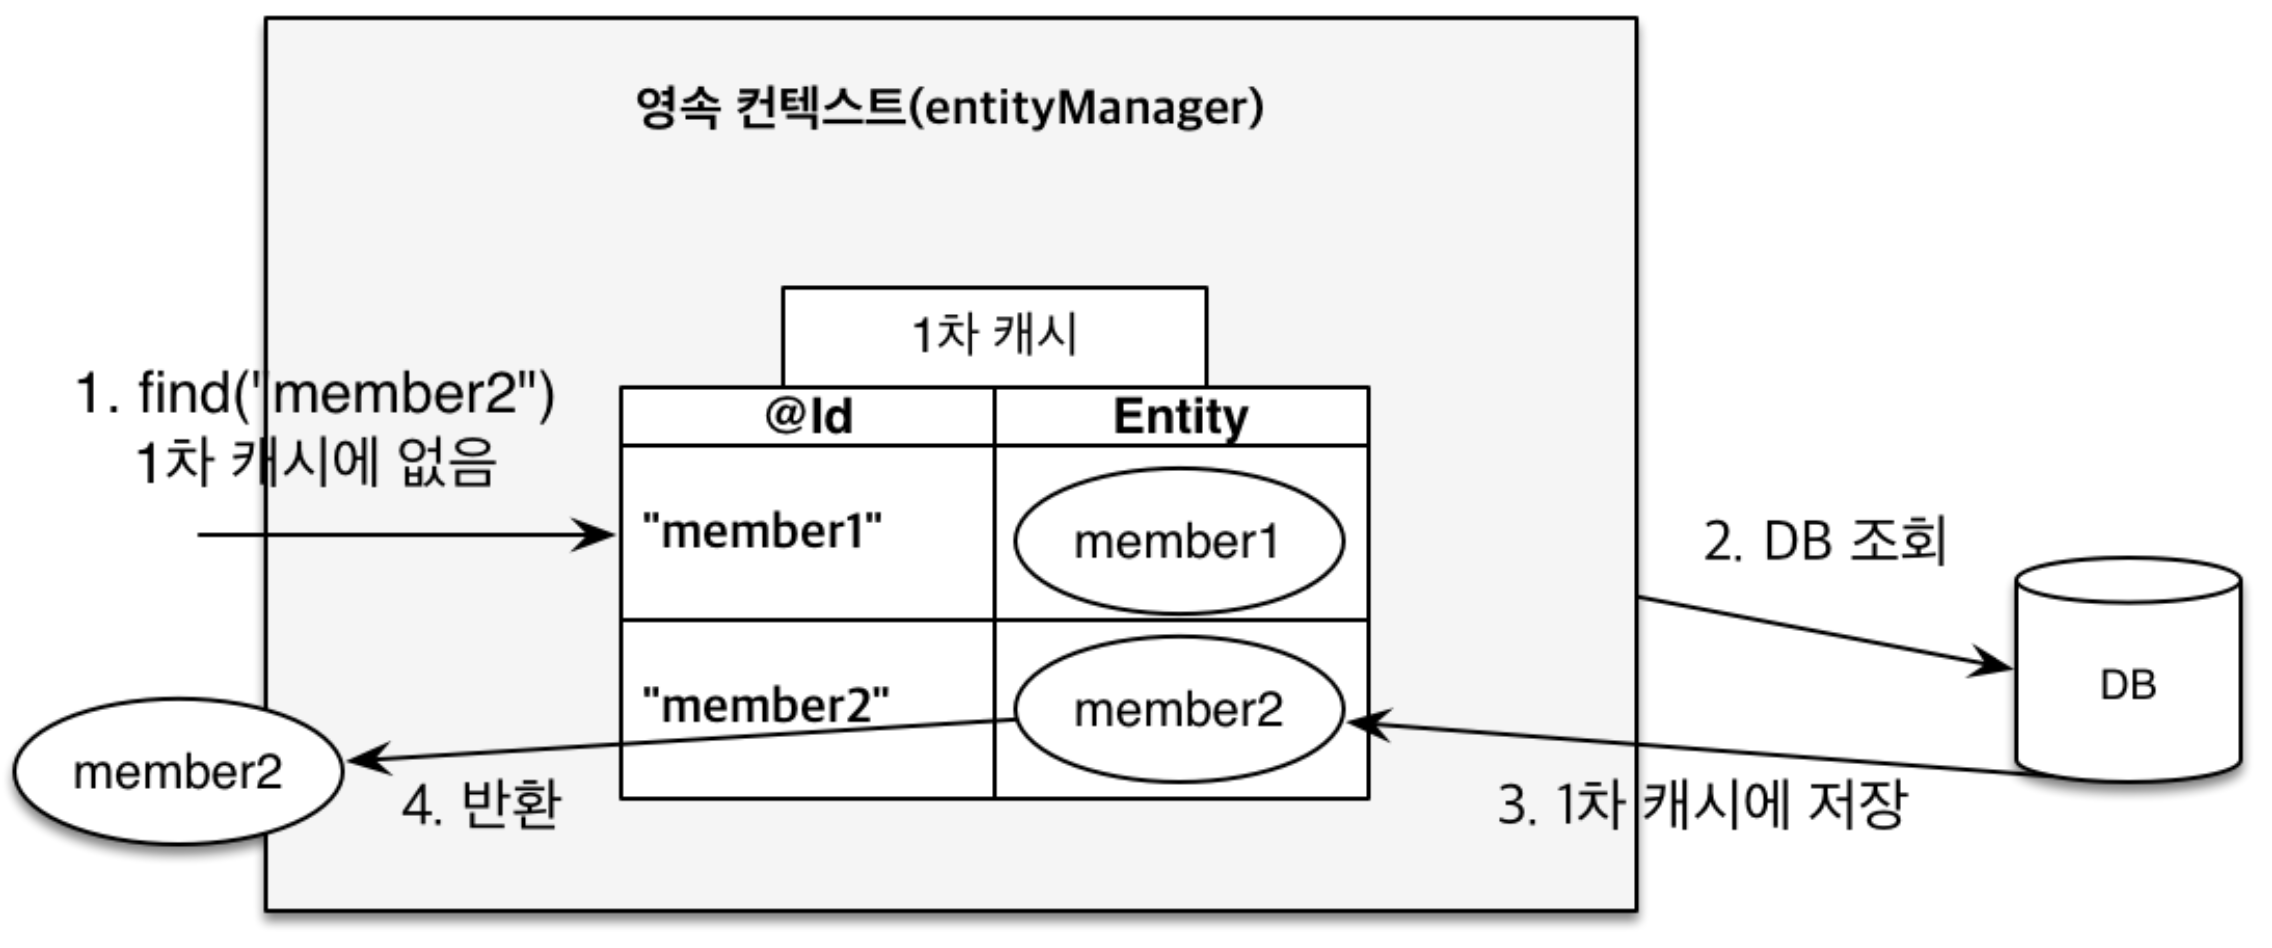 영속 컨텍스트(entityManager)
1차 캐시
1. find("member2")
1차 캐시에 없음
@Id
Entity
"member1"
member1
2. DB 조회
DB
"member2"
member2
member2
4. 반환
3. 1차 캐시에 저장